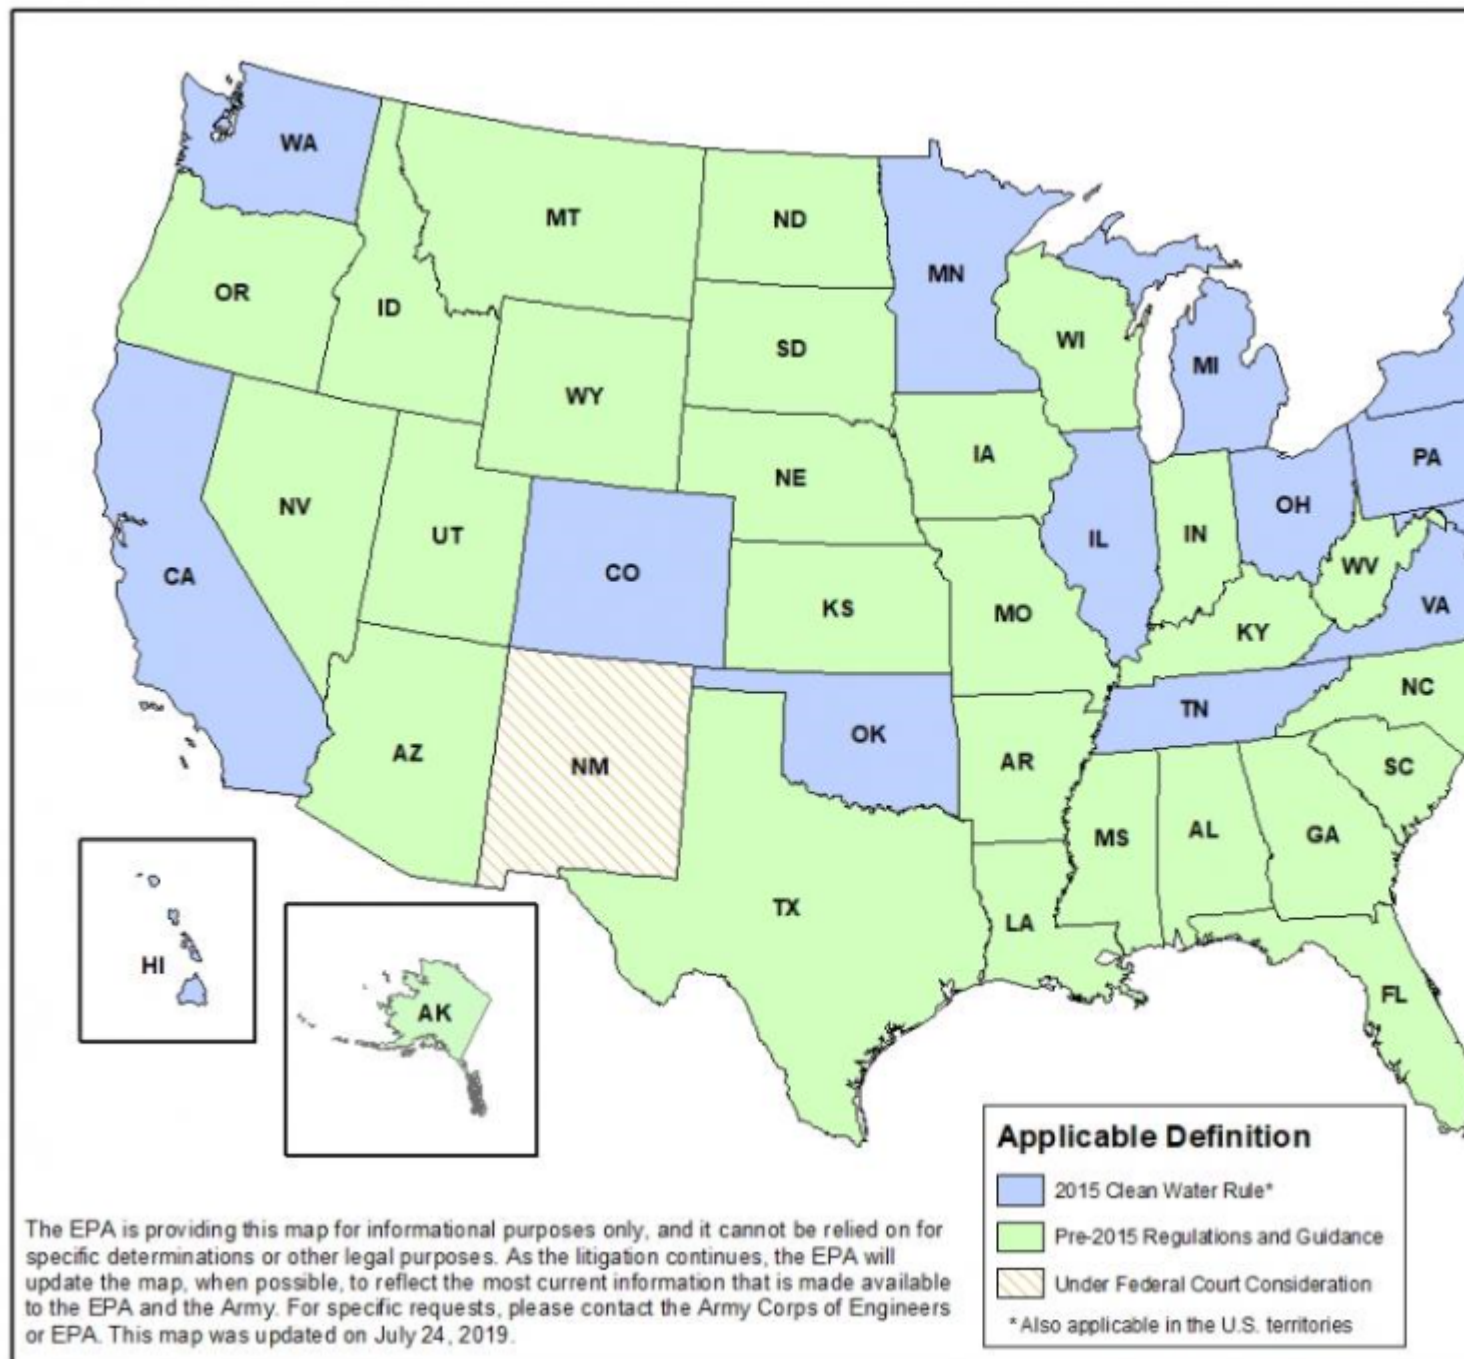 WA
MT
ND
MN
OR
ID
SD
WI
MI
WY
IA
NE
PA
NV
UT
OH
IL
IN
CO
WV
CA
KS
MO
VA
KY
NC
TN
OK
AZ
NM
AR
SC
MS
AL
GA
TX
LA
HI
FL
AK
Applicable Definition
2015 Clean Water Rule*
Pre-2015 Regulations and Guidance
Under Federal Court Consideration
* Also applicable in the U.S. territories
The EPA is providing this map for informational purposes only, and it cannot be relied on for
specific determinations or other legal purposes. As the litigation continues, the EPA will
update the map, when possible, to reflect the most current information that is made available
to the EPA and the Army. For specific requests, please contact the Army Corps of Engineers
or EPA. This map was updated on July 24, 2019.